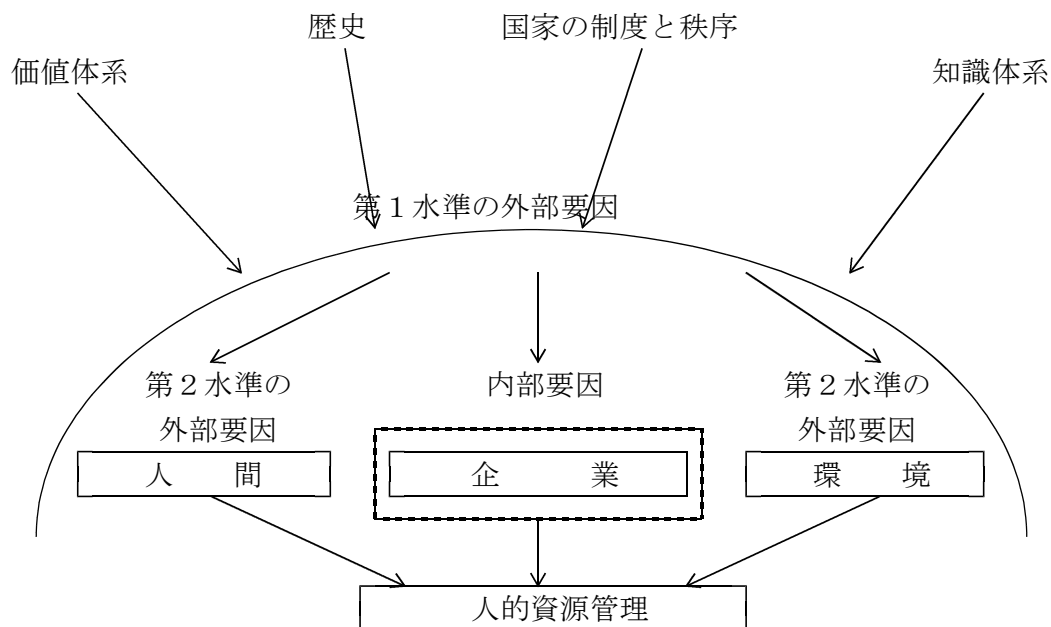 歴史
国家の制度と秩序
価値体系
知識体系
第１水準の外部要因
第２水準の
外部要因
内部要因
第２水準の
外部要因
人　　間
企　　　業
環　　境
人的資源管理